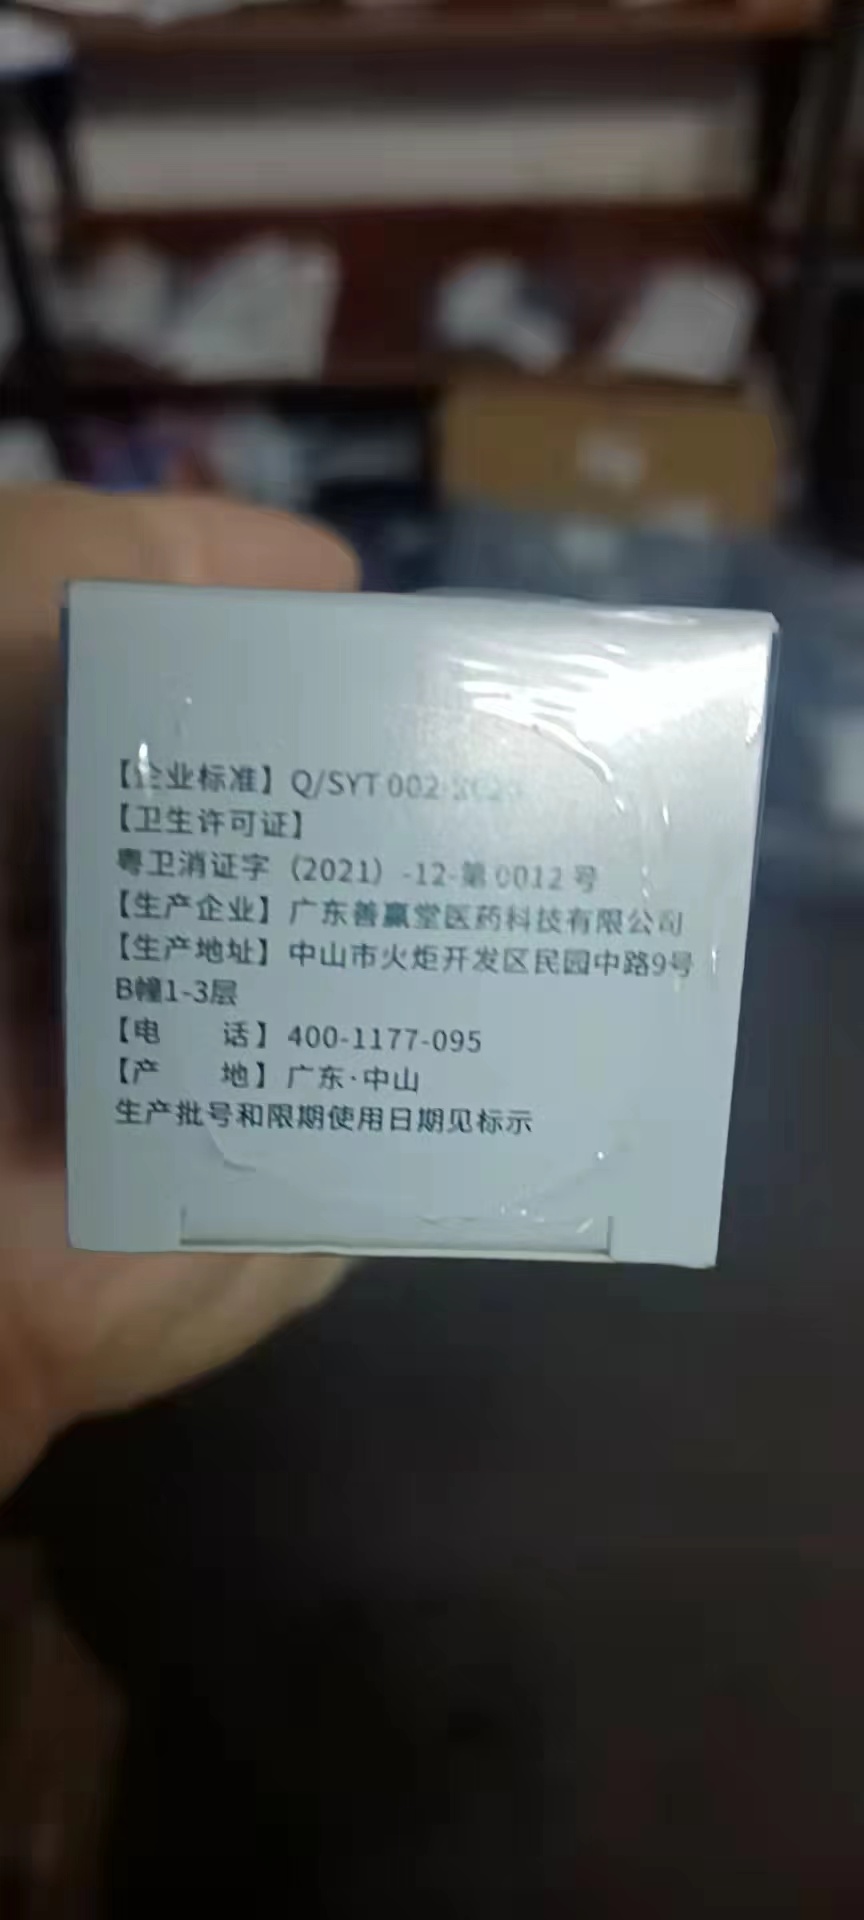 【企业标准】Q/SYT 002-2020
【卫生许可证】
粤卫消证字（2021）-12-第0012号
【生产企业】广东善赢堂医药科技有限公司
【生产地址】中山市火炬开发区民园中路9号
B幢1-3层
【电 话】400-1177-095
【产 地】广东·中山
生产批号和限期使用日期见标示